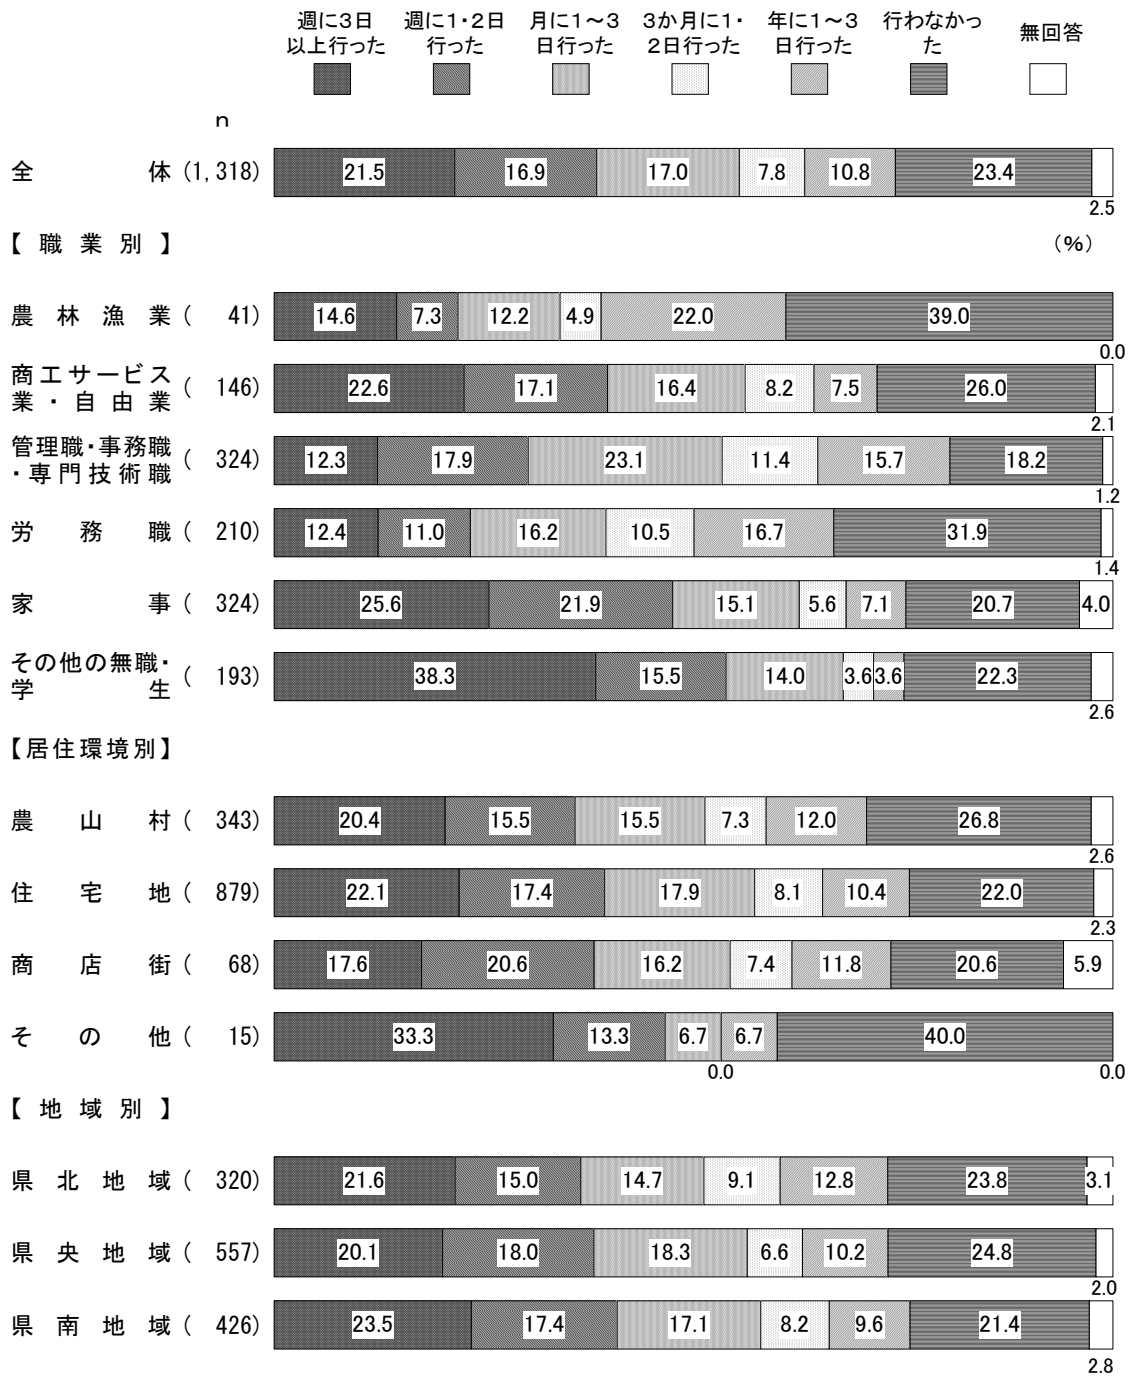 週に3日 週に1・2日 月に1～3 3か月に1・ 年に1～3 行わなかっ 無回答
以上行った 行った 日行った 2日行った 日行った た
n
全体 (1,318) 21.5 16.9 17.0 7.8 10.8 23.4
2.5
【職業別】 (%)
農林漁業 ( 41) 14.6 7.3 12.2 4.9 22.0 39.0
0.0
商工サービス
業・自由業 ( 146) 22.6 17.1 16.4 8.2 7.5 26.0
2.1
管理職・事務職
・専門技術職 ( 324) 12.3 17.9 23.1 11.4 15.7 18.2
1.2
労務職 ( 210) 12.4 11.0 16.2 10.5 16.7 31.9
1.4
家事 ( 324) 25.6 21.9 15.1 5.6 7.1 20.7 4.0
その他の無職・
学生 ( 193) 38.3 15.5 14.0 3.6 3.6 22.3
2.6
【居住環境別】
農山村 ( 343) 20.4 15.5 15.5 7.3 12.0 26.8
2.6
住宅地 ( 879) 22.1 17.4 17.9 8.1 10.4 22.0
2.3
商店街 ( 68) 17.6 20.6 16.2 7.4 11.8 20.6 5.9
その他 ( 15) 33.3 13.3 6.7 6.7 40.0
0.0 0.0
【地域別】
県北地域 ( 320) 21.6 15.0 14.7 9.1 12.8 23.8 3.1
県央地域 ( 557) 20.1 18.0 18.3 6.6 10.2 24.8
2.0
県南地域 ( 426) 23.5 17.4 17.1 8.2 9.6 21.4
2.8